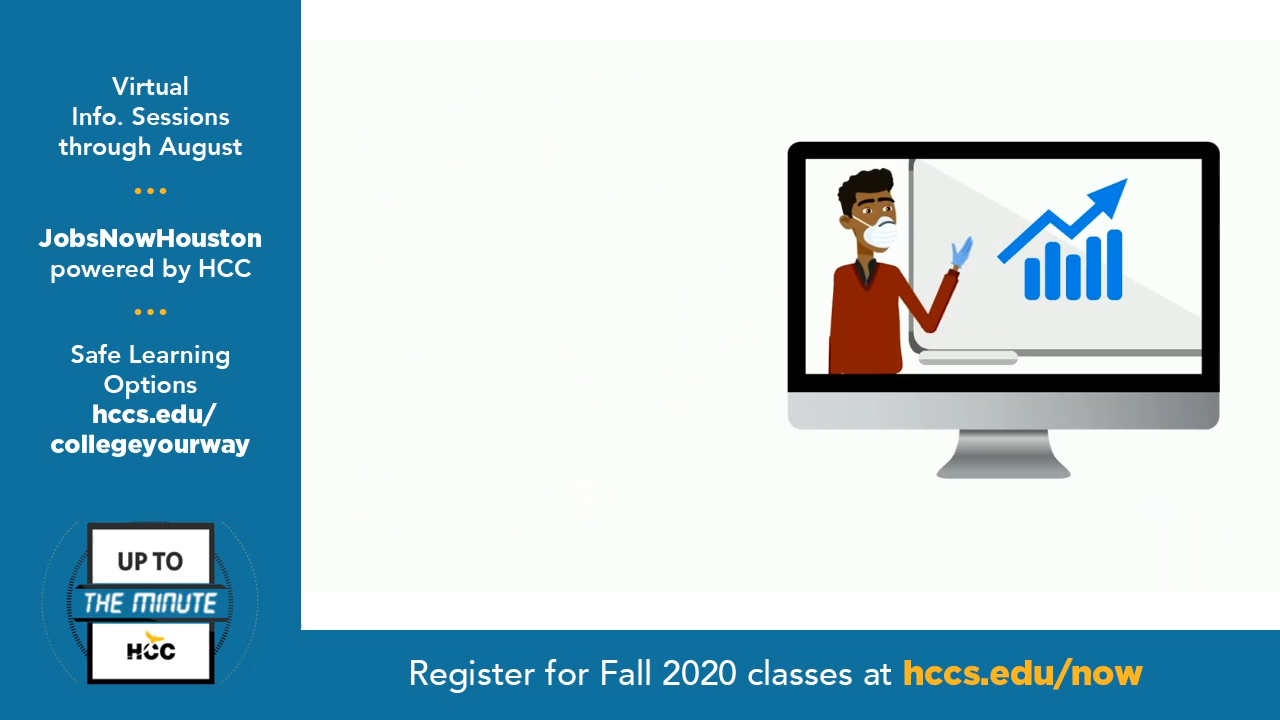 Virtual
Info. Sessions
through August
JobsNowHouston
powered by HCC
Safe Learning
Options
hccs.edu/
collegeyourway
UP TO
THE MINUTE
HCC
Register for Fall 2020 classes at hccs.edu/now